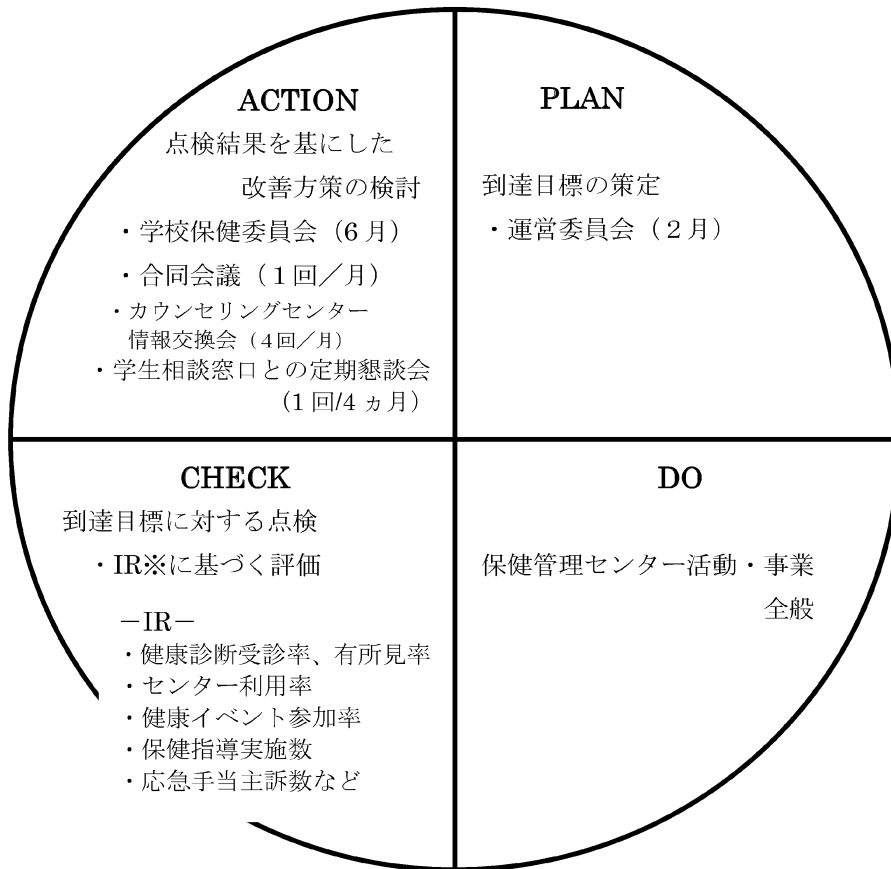 ACTION
点検結果を基にした
改善方策の検討
・学校保健委員会（6月）
・合同会議（１回／月）
・カウンセリングセンター
情報交換会（４回／月）
・学生相談窓口との定期懇談会
（1回/4ヵ月）
PLAN
到達目標の策定
・運営委員会（２月）
CHECK
到達目標に対する点検
・IR※に基づく評価
－IR－
・健康診断受診率、有所見率
・センター利用率
・健康イベント参加率
・保健指導実施数
・応急手当主訴数など
DO
保健管理センター活動・事業
全般